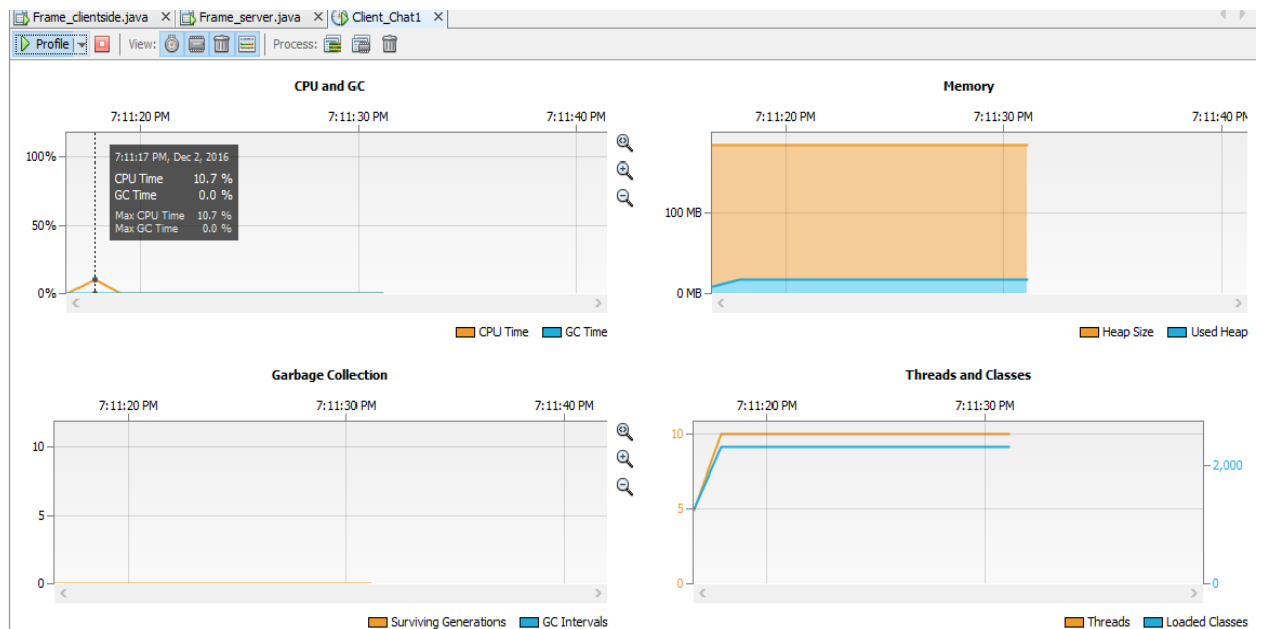 Frame_clientside.java Frame_server.java Client_Chat1
Profile View: Process:
CPU and GC
7:11:20 PM 7:11:30 PM 7:11:40 PM
100%
50%
0%
7:11:17 PM, Dec 2, 2016
CPU Time 10.7 %
GC Time 0.0 %
Max CPU Time 10.7 %
Max GC Time 0.0 %
CPU Time GC Time
Memory
7:11:20 PM 7:11:30 PM 7:11:40 PM
100 MB
0 MB
Heap Size Used Heap
Garbage Collection
7:11:20 PM 7:11:30 PM 7:11:40 PM
10
5
0
Surviving Generations GC Intervals
Threads and Classes
7:11:20 PM 7:11:30 PM
10
5
0
2,000
0
Threads Loaded Classes